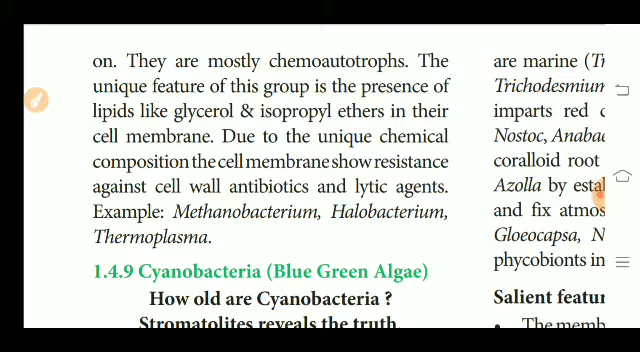 on. They are mostly chemoautotrophs. The
unique feature of this group is the presence of
lipids like glycerol & isopropyl ethers in their
cell membrane. Due to the unique chemical
composition the cell membrane show resistance
against cell wall antibiotics and lytic agents.
Example: Methanobacterium, Halobacterium,
Thermoplasma.
1.4.9 Cyanobacteria (Blue Green Algae)
How old are Cyanobacteria ?
Stromatolites reveals the truth.
are marine (Tr
Trichodesmium
imparts red c
Nostoc, Anabae
coralloid root
Azolla by estal
and fix atmos
Gloeocapsa, N
phycobionts in
Salient featur
• The memb